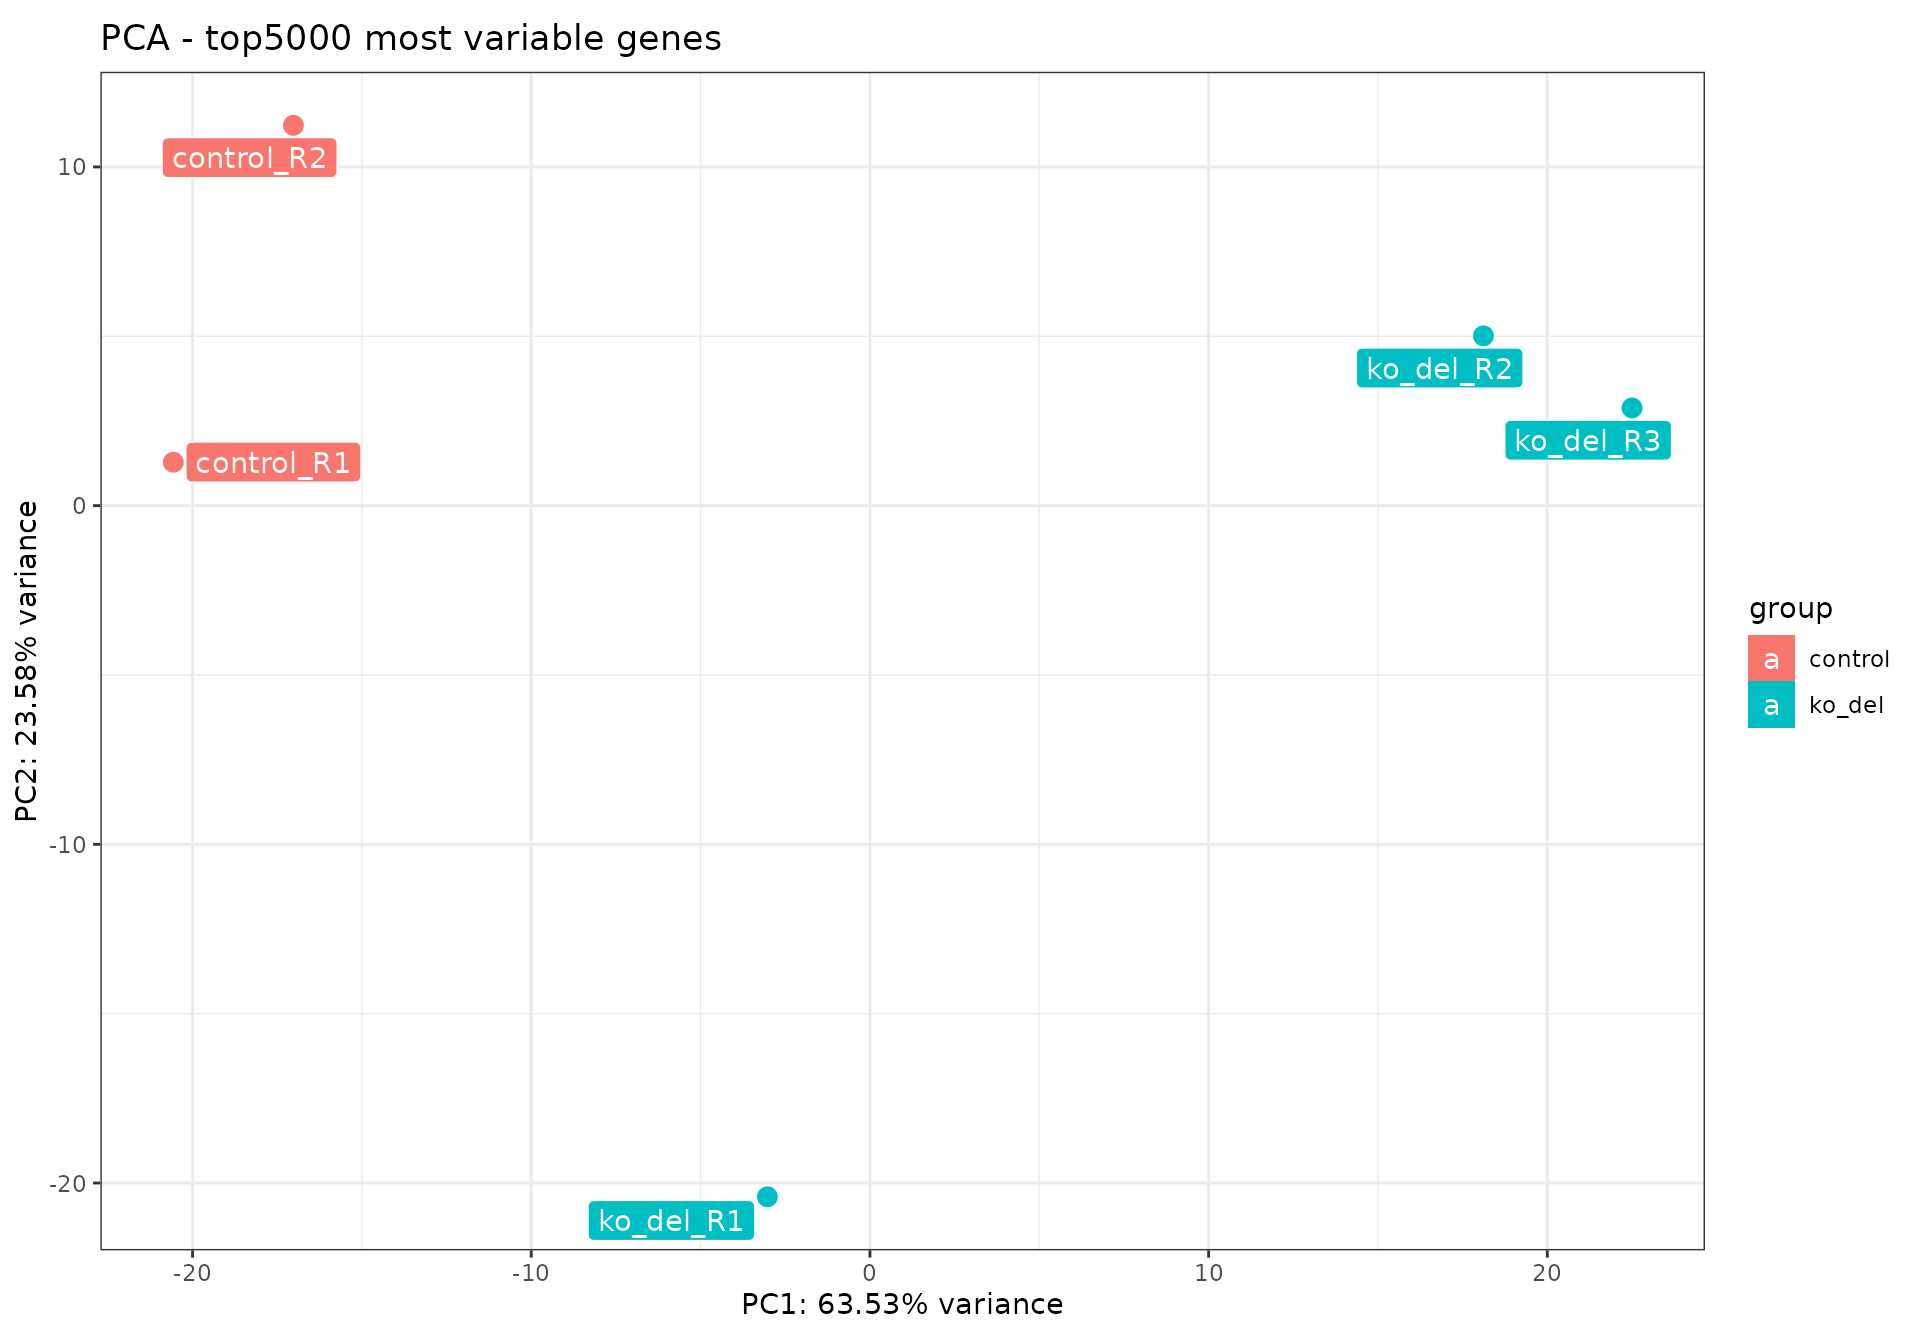 PCA - top5000 most variable genes
control_R2
10
ko_del_R2
ko_del_R3
control_R1
0
PC2: 23.58% variance
group
a control
a ko_del
-10
-20
ko_del_R1
-20 -10 0 10 20
PC1: 63.53% variance